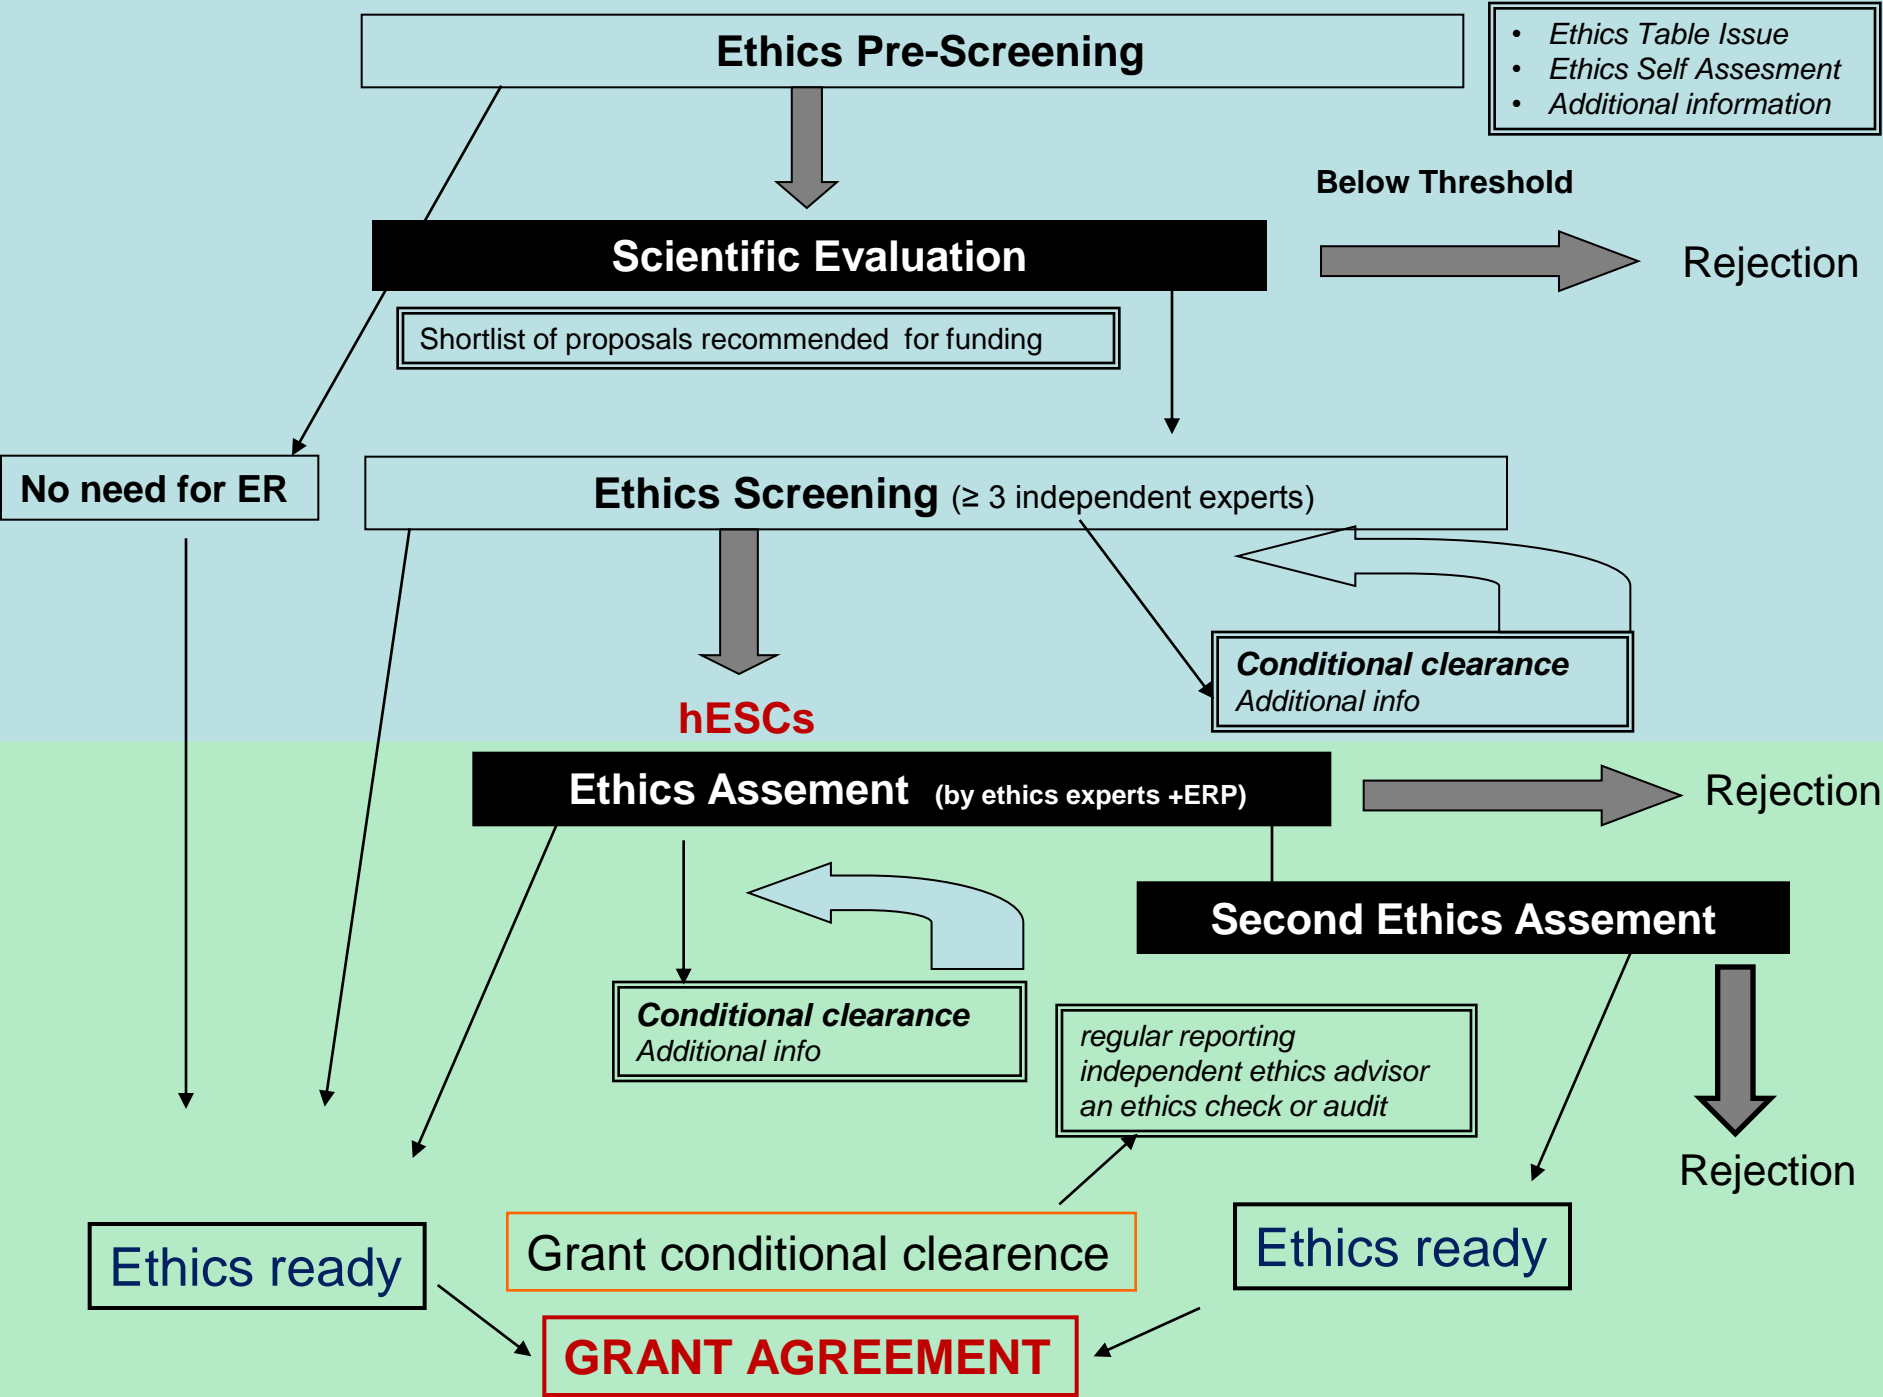 Ethics Pre-Screening
• Ethics Table Issue
• Ethics Self Assesment
• Additional information
Below Threshold
Scientific Evaluation
Rejection
Shortlist of proposals recommended for funding
No need for ER
Ethics Screening (≥ 3 independent experts)
Conditional clearance
Additional info
hESCs
Ethics Assement (by ethics experts +ERP)
Rejection
Second Ethics Assement
Conditional clearance
Additional info
regular reporting
independent ethics advisor
an ethics check or audit
Rejection
Ethics ready
Grant conditional clearence
Ethics ready
GRANT AGREEMENT